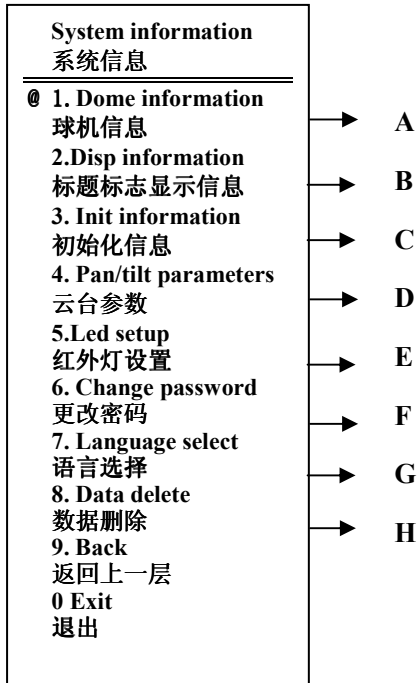 System information
系统信息
@ 1. Dome information
球机信息
A
2.Disp information
标题标志显示信息
B
3. Init information
初始化信息
C
4. Pan/tilt parameters
云台参数
D
5.Led setup
红外灯设置
E
6. Change password
更改密码
F
7. Language select
语言选择
G
8. Data delete
数据删除
H
9. Back
返回上一层
0 Exit
退出